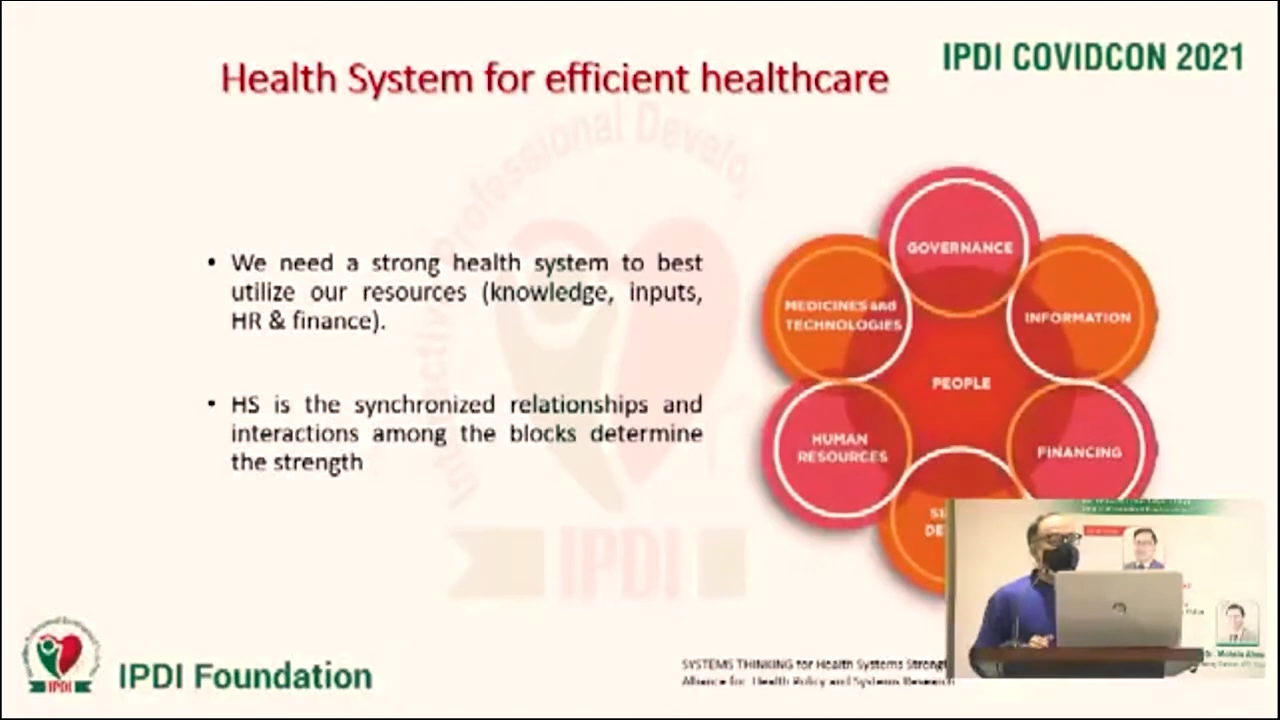 IPDI COVIDCON 2021
Health System for efficient healthcare
• We need a strong health system to best
utilize our resources (knowledge, inputs,
HR & finance).
• HS is the synchronized relationships and
interactions among the blocks determine
the strength
GOVERNANCE
MEDICINES and
TECHNOLOGIES
INFORMATION
PEOPLE
HUMAN
RESOURCES
FINANCING
IPDI
IPDI
IPDI Foundation
SYSTEMS THINKING for Health Systems
Alliance for Health Policy and Systems Research